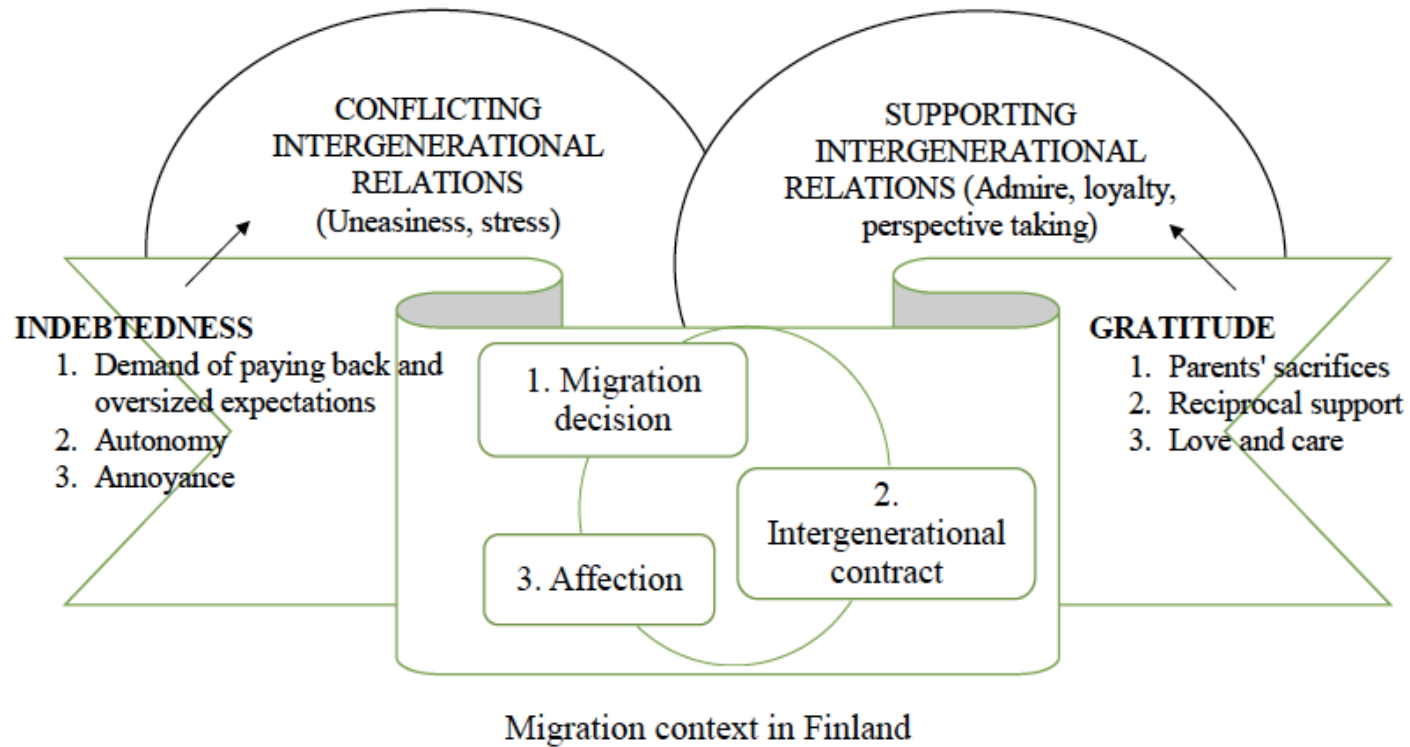 CONFLICTING
INTERGENERATIONAL
RELATIONS
(Uneasiness, stress)
SUPPORTING
INTERGENERATIONAL
RELATIONS (Admire, loyalty,
perspective taking)
INDEBTEDNESS
1. Demand of paying back and
oversized expectations
2. Autonomy
3. Annoyance
1. Migration
decision
2.
Intergenerational
contract
3. Affection
GRATITUDE
1. Parents' sacrifices
2. Reciprocal support
3. Love and care
Migration context in Finland